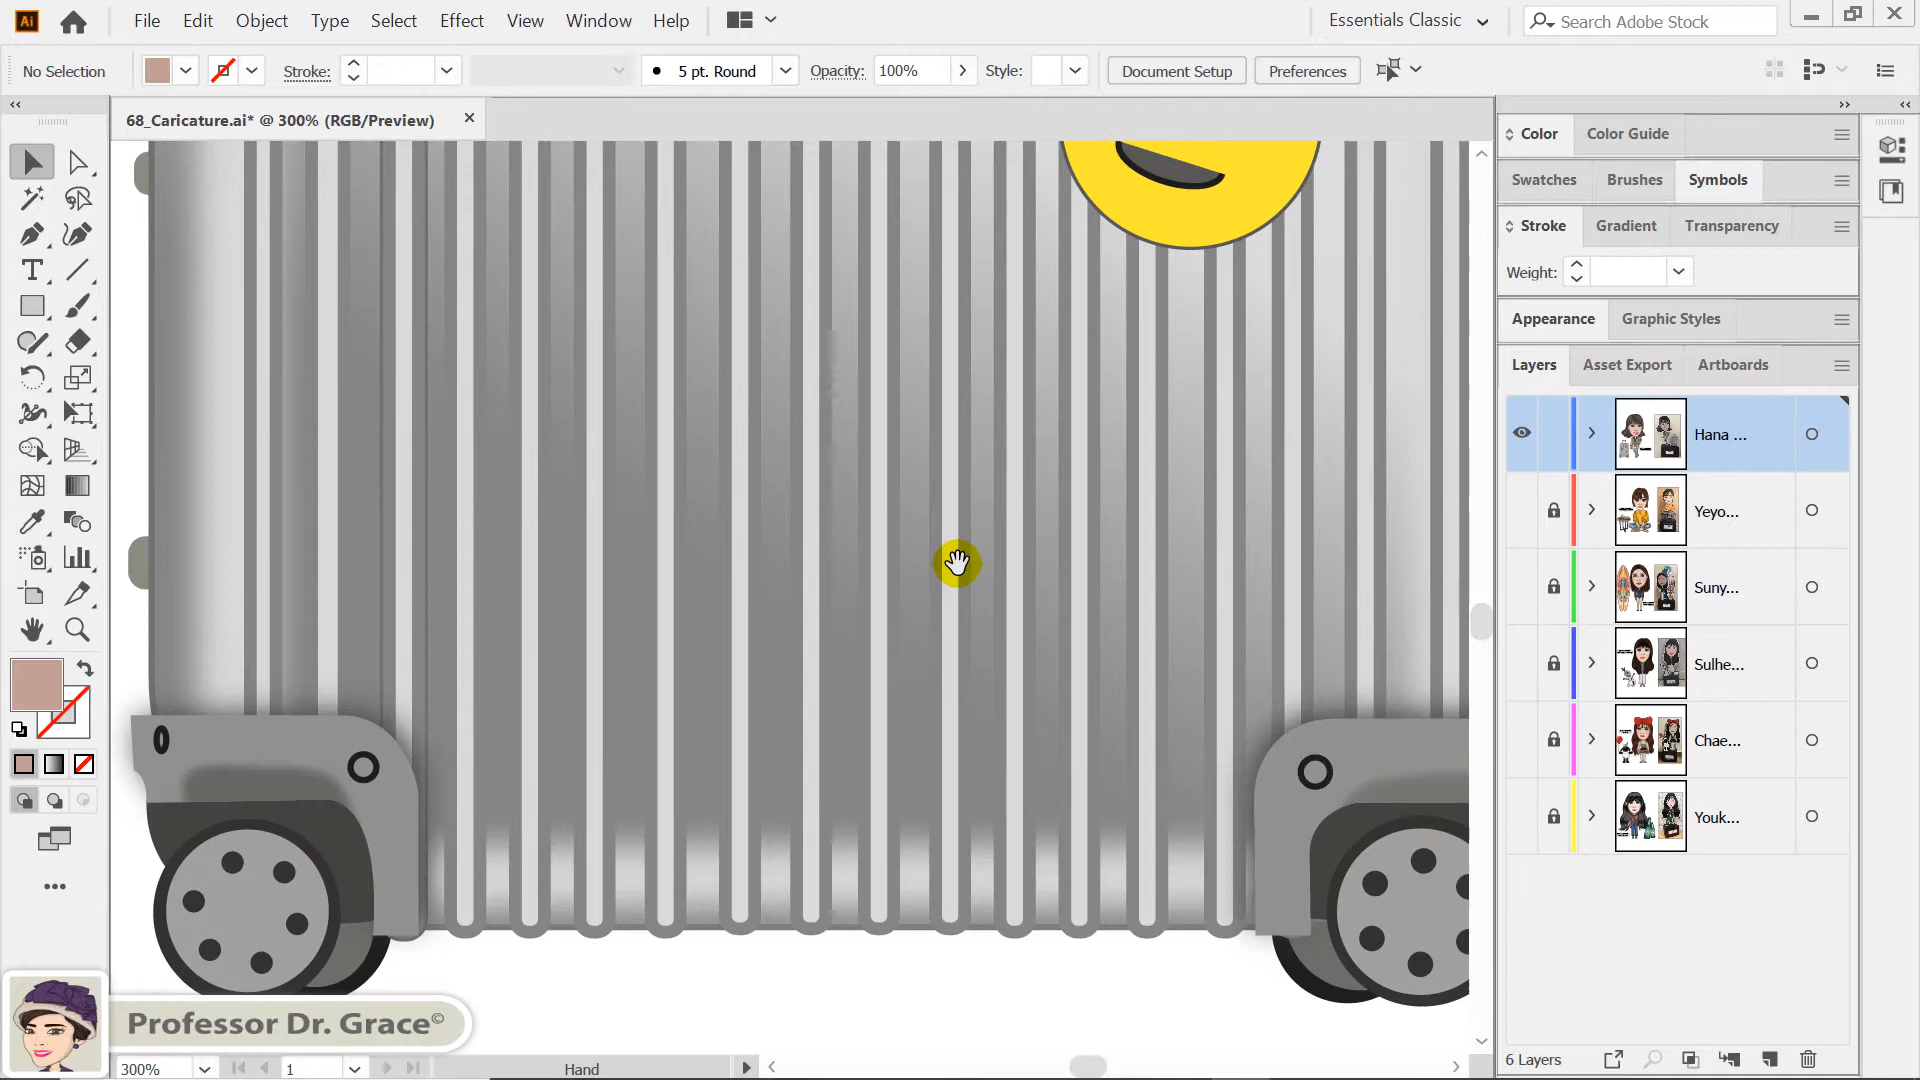 Ai File Edit Object Type Select Effect View Window Help Essentials Classic Search Adobe Stock
No Selection Stroke: 5 pt. Round Opacity: 100% Style: Document Setup Preferences
68_Caricature.ai* @ 300% (RGB/Preview)
Color Color Guide
Swatches Brushes Symbols
Stroke Gradient Transparency
Weight:
Appearance Graphic Styles
Layers Asset Export Artboards
Hana ...
Yeyo...
Suny...
Sulhe...
Chae...
Youk...
Professor Dr. Grace©
300% 1 Hand 6 Layers